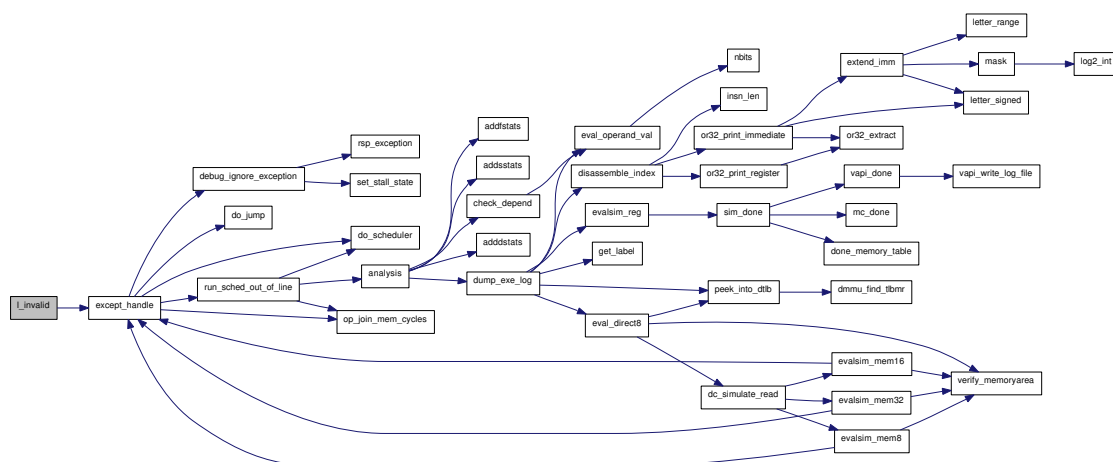 letter_range
nbits
extend_imm
mask
log2_int
insn_len
letter_signed
addfstats
eval_operand_val
or32_print_immediate
or32_extract
rsp_exception
addsstats
debug_ignore_exception
disassemble_index
or32_print_register
vapi_done
vapi_write_log_file
set_stall_state
check_depend
do_jump
evalsim_reg
sim_done
mc_done
do_scheduler
adddstats
get_label
done_memory_table
analysis
dump_exe_log
run_sched_out_of_line
peek_into_dtlb
dmmu_find_tlbmr
l_invalid
except_handle
op_join_mem_cycles
eval_direct8
evalsim_mem16
verify_memoryarea
dc_simulate_read
evalsim_mem32
evalsim_mem8